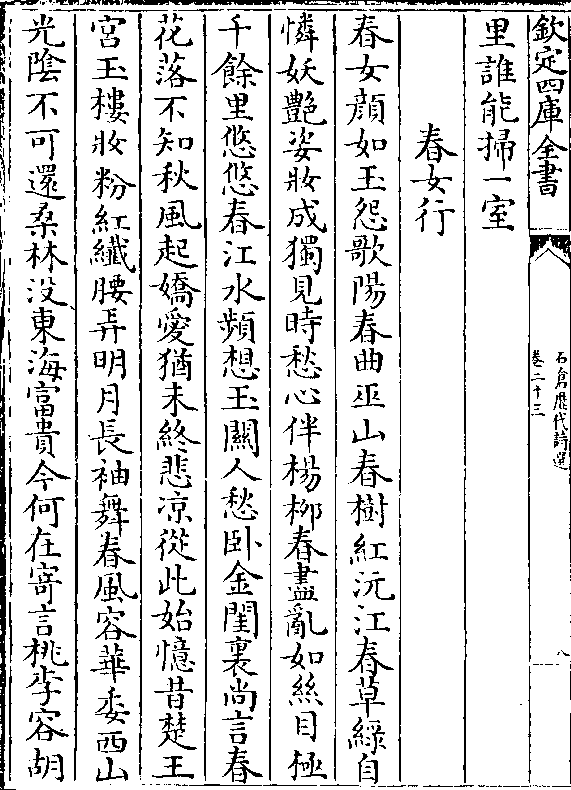 欽定四庫全書
石倉歷代詩選
卷二十三
八
里誰能掃一室
春女行
春女顏如玉怨歌陽春曲巫山春樹紅沅江春草綠自
憐妖艷姿妝成獨見時愁心伴楊柳春盡亂如絲目極
千餘里悠悠春江水頻想玉關人愁卧金閨裏尚言春
花落不知秋風起嬌愛猶未終悲凉從此始憶昔楚王
宮玉樓妝粉紅纖腰弄明月長袖舞春風容華委西山
光陰不可還桑林没東海富貴今何在寄言桃李容胡